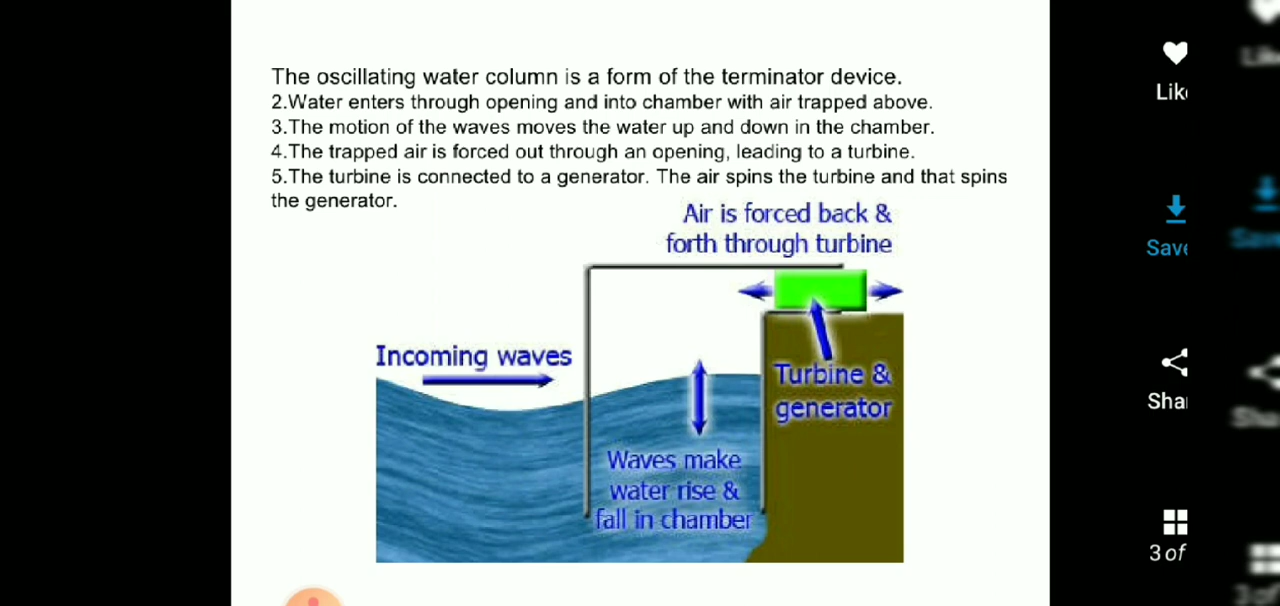 The oscillating water column is a form of the terminator device.
2.Water enters through opening and into chamber with air trapped above.
3.The motion of the waves moves the water up and down in the chamber.
4.The trapped air is forced out through an opening, leading to a turbine.
5.The turbine is connected to a generator. The air spins the turbine and that spins
the generator.
Air is forced back &
forth through turbine
Incoming waves
Turbine &
generator
Waves make
water rise &
fall in chamber
Lik
Save
Shar
3 of